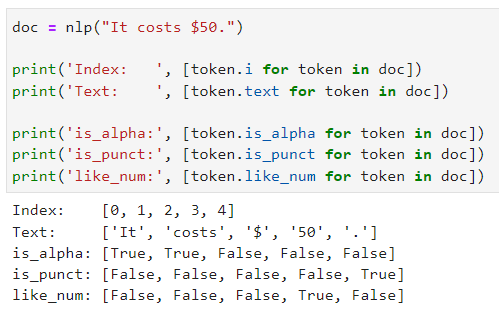 doc = nlp("It costs $50.")
print('Index:   ', [token.i for token in doc])
print('Text:    ', [token.text for token in doc])
print('is_alpha:', [token.is_alpha for token in doc])
print('is_punct:', [token.is_punct for token in doc])
print('like_num:', [token.like_num for token in doc])
Index:    [0, 1, 2, 3, 4]
Text:     ['It', 'costs', '$', '50', '.']
is_alpha: [True, True, False, False, False]
is_punct: [False, False, False, False, True]
like_num: [False, False, False, True, False]